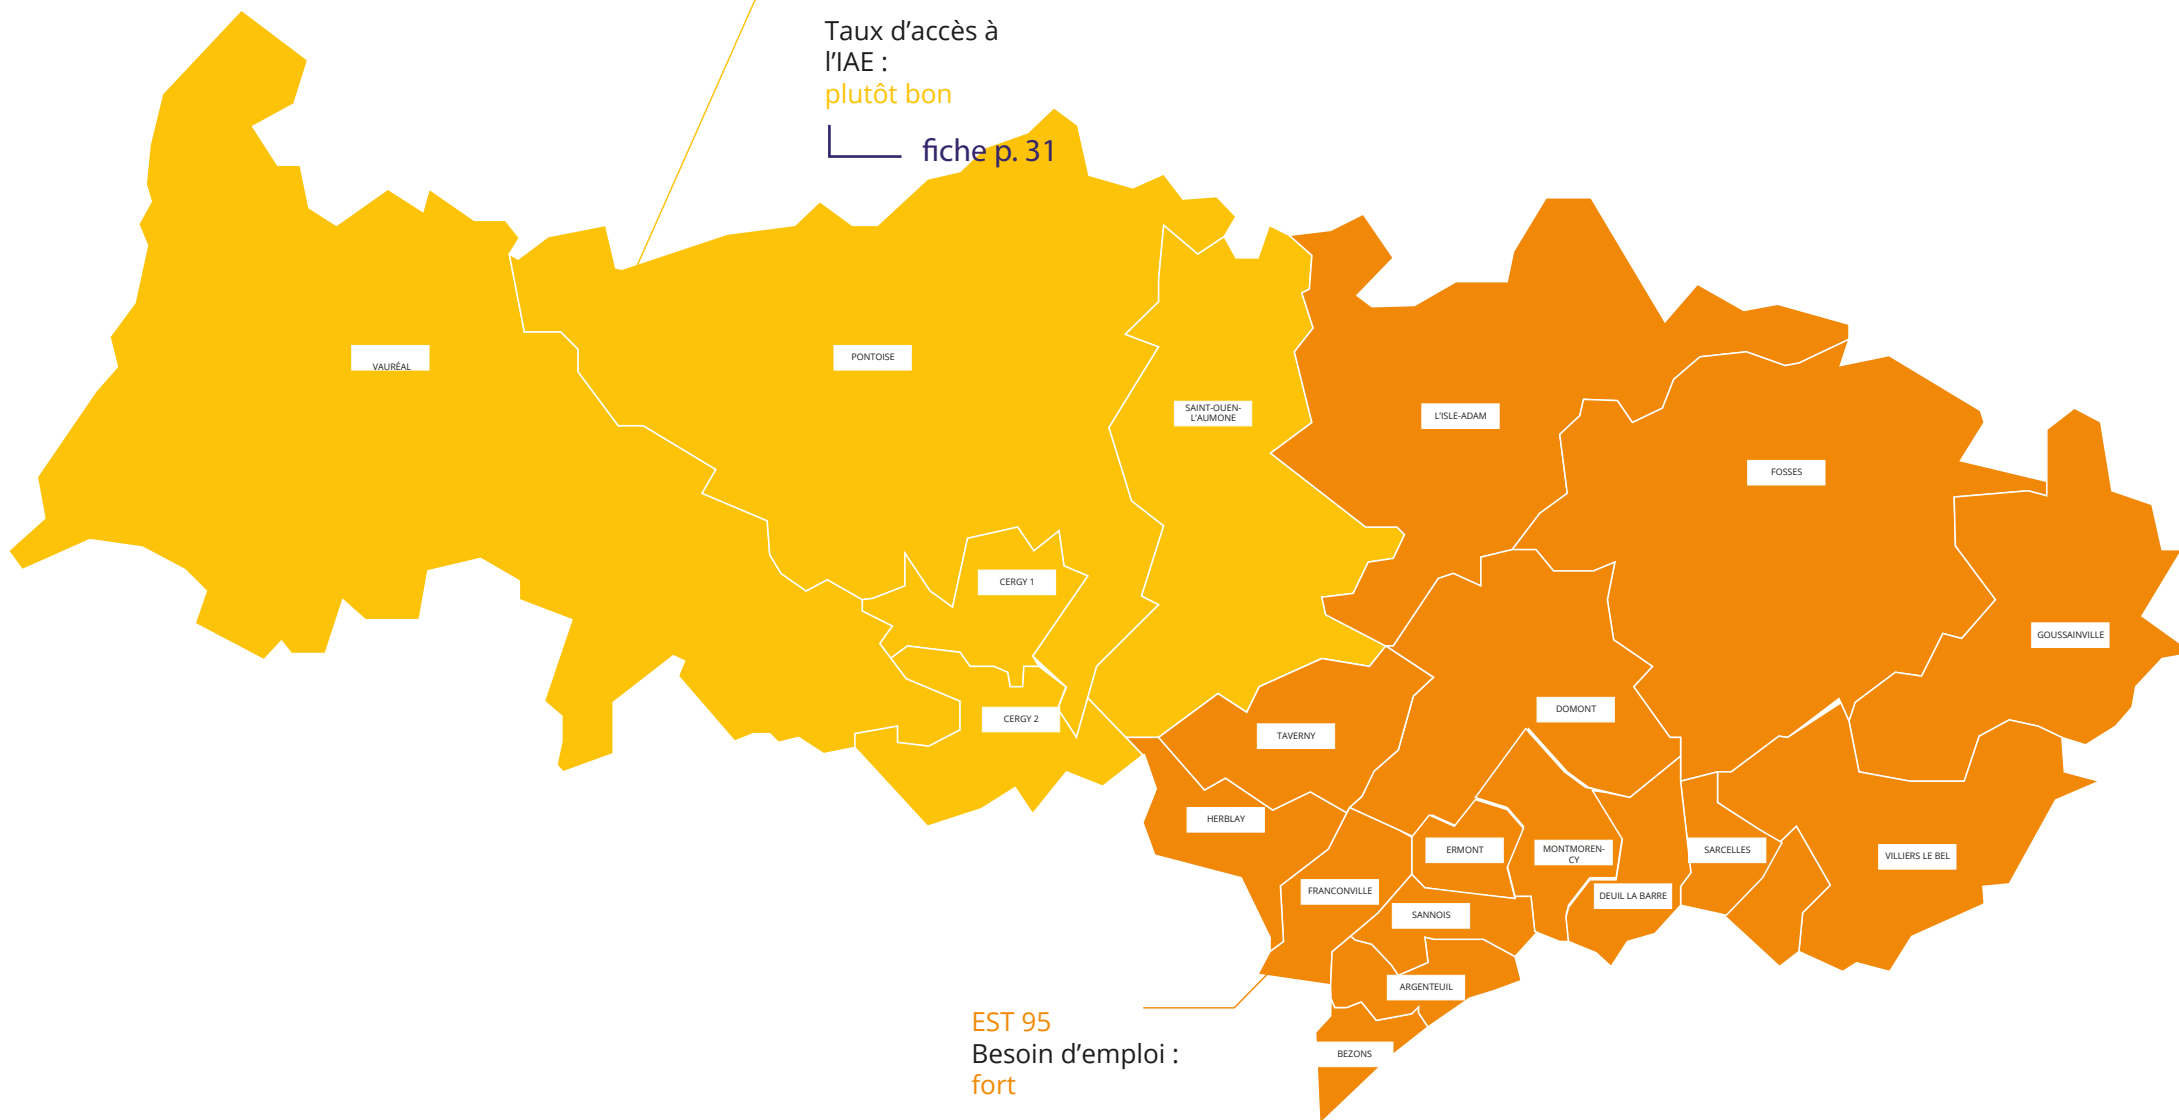 Taux d'accès à
l'IAE :
plutôt bon
fiche p. 31
VAURÉAL
PONTOISE
SAINT-OUEN-
L'AUMONE
L'ISLE-ADAM
FOSSES
CERGY 1
GOUSSAINVILLE
CERGY 2
DOMONT
TAVERNY
HERBLAY
ERMONT
MONTMOREN-
CY
SARCELLES
VILLIERS LE BEL
FRANCONVILLE
DEUIL LA BARRE
SANNOIS
ARGENTEUIL
BEZONS
EST 95
Besoin d'emploi :
fort